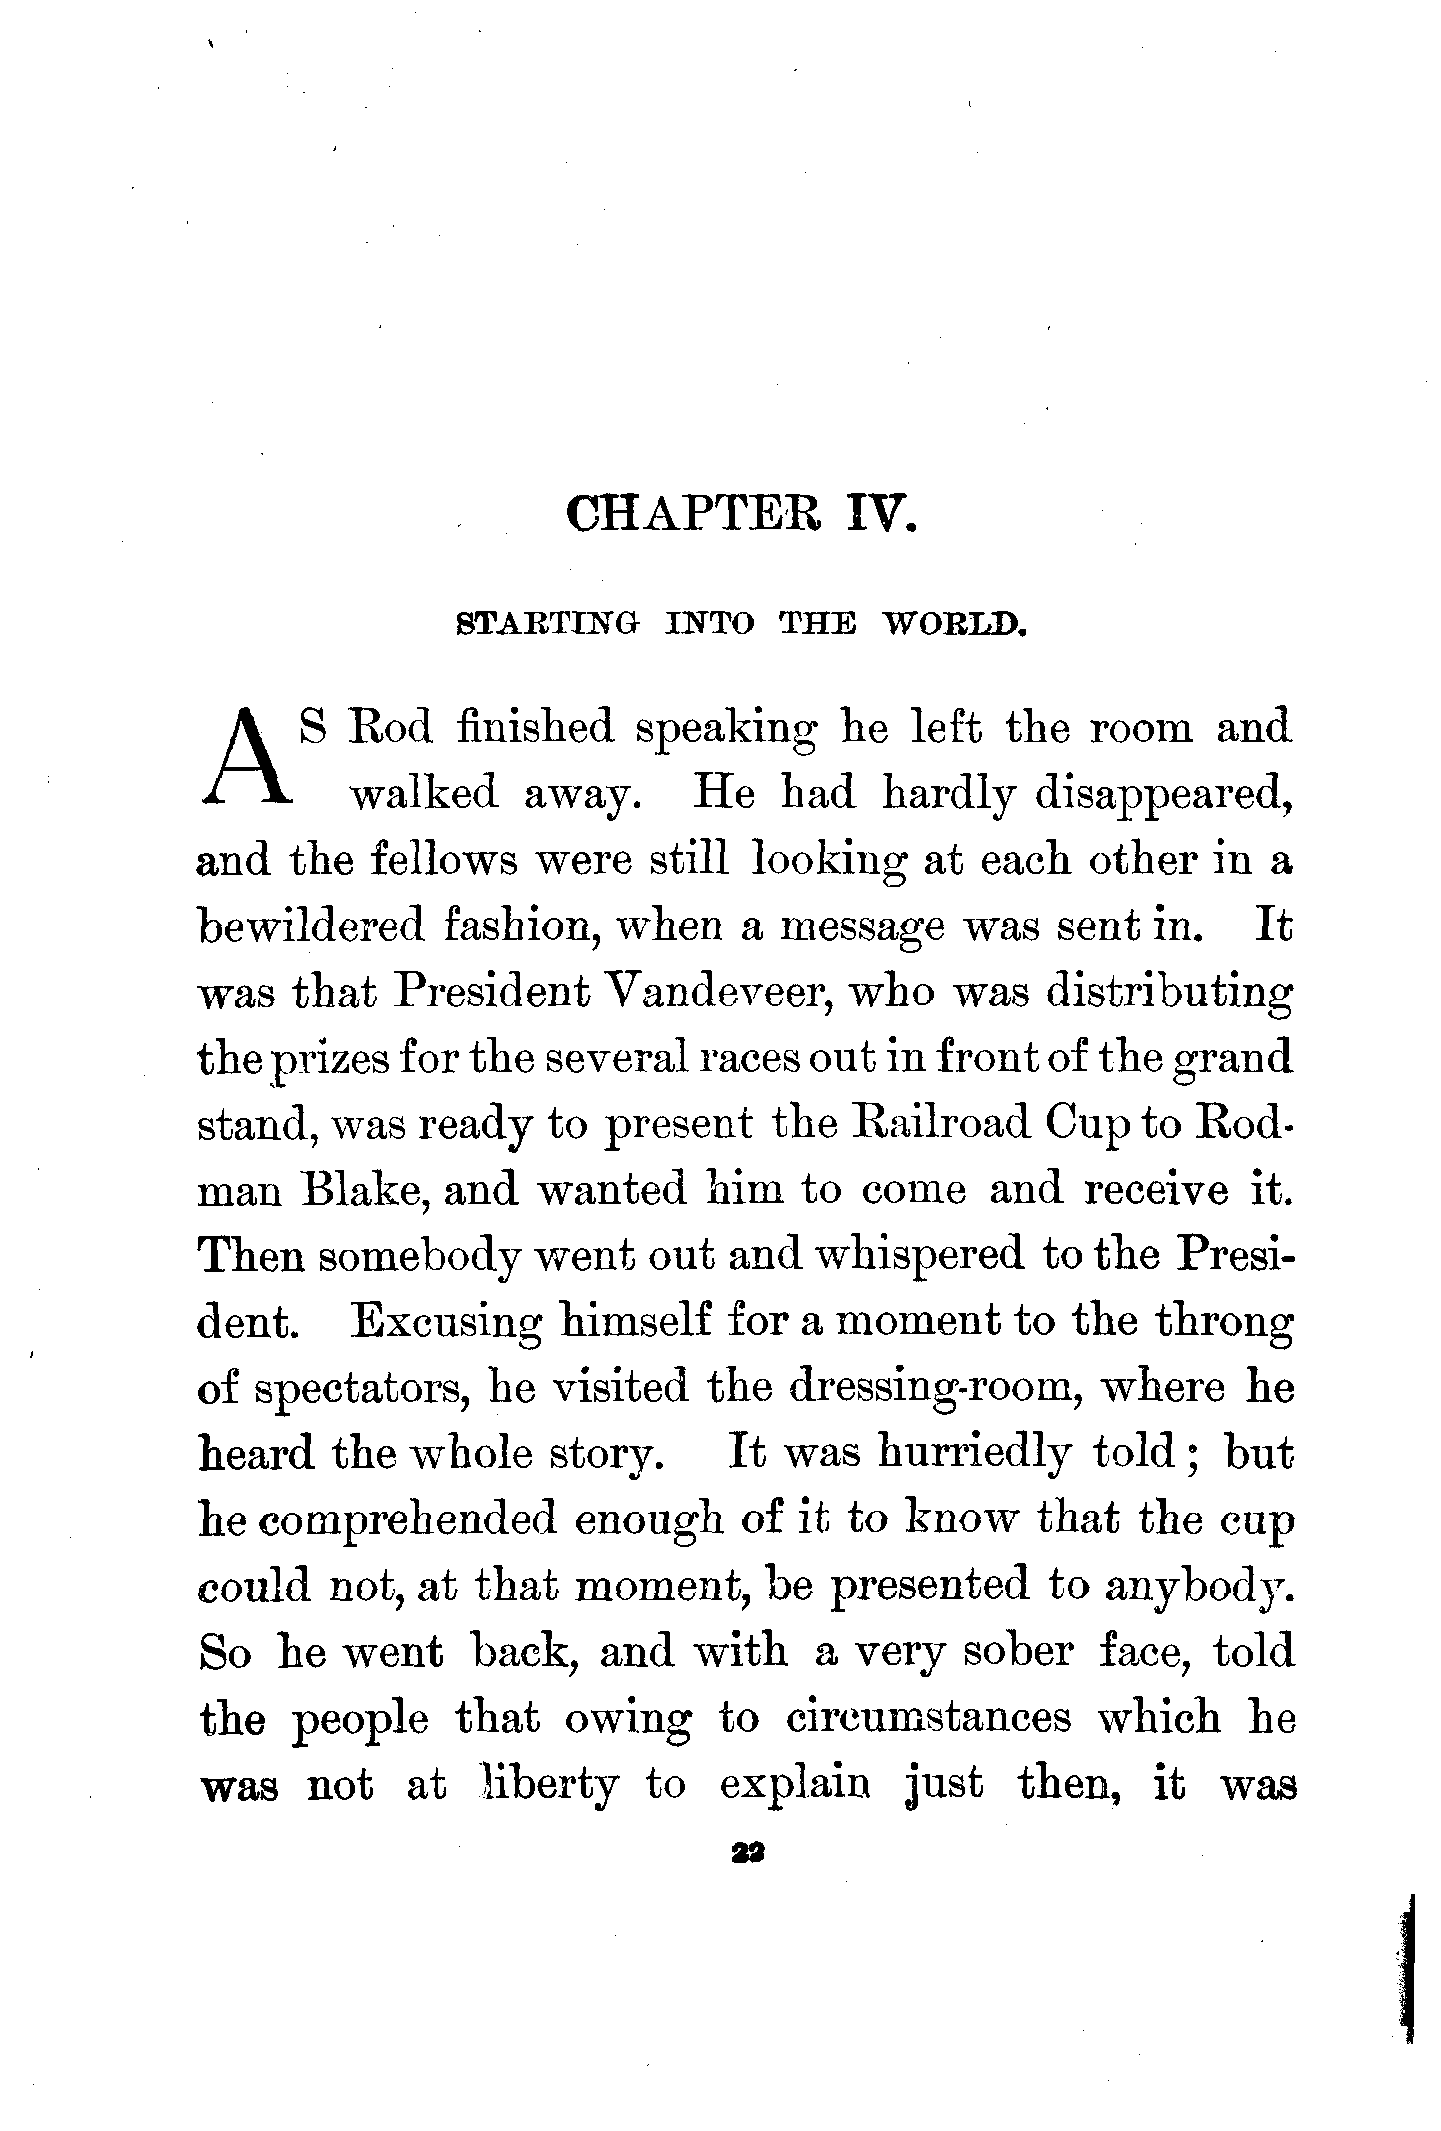 CHAPTER IV.
STARTING INTO THE WORLD.
AS Rod finished speaking he left the room and
walked away. He had hardly disappeared,
and the fellows were still looking at each other in a
bewildered fashion, when a message was sent in. It
was that President Vandeveer, who was distributing
the prizes for the several races out in front of the grand
stand, was ready to present the Railroad Cup to Rod-
man Blake, and wanted him to come and receive it.
Then somebody went out and whispered to the Presi-
dent. Excusing himself for a moment to the throng
of spectators, he visited the dressing-room, where he
heard the whole story. It was hurriedly told ; but
he comprehended enough of it to know that the cup
could not, at that moment, be presented to anybody.
So he went back, and with a very sober face, told
the people that owing to circumstances which he
was not at liberty to explain just then, it was
22